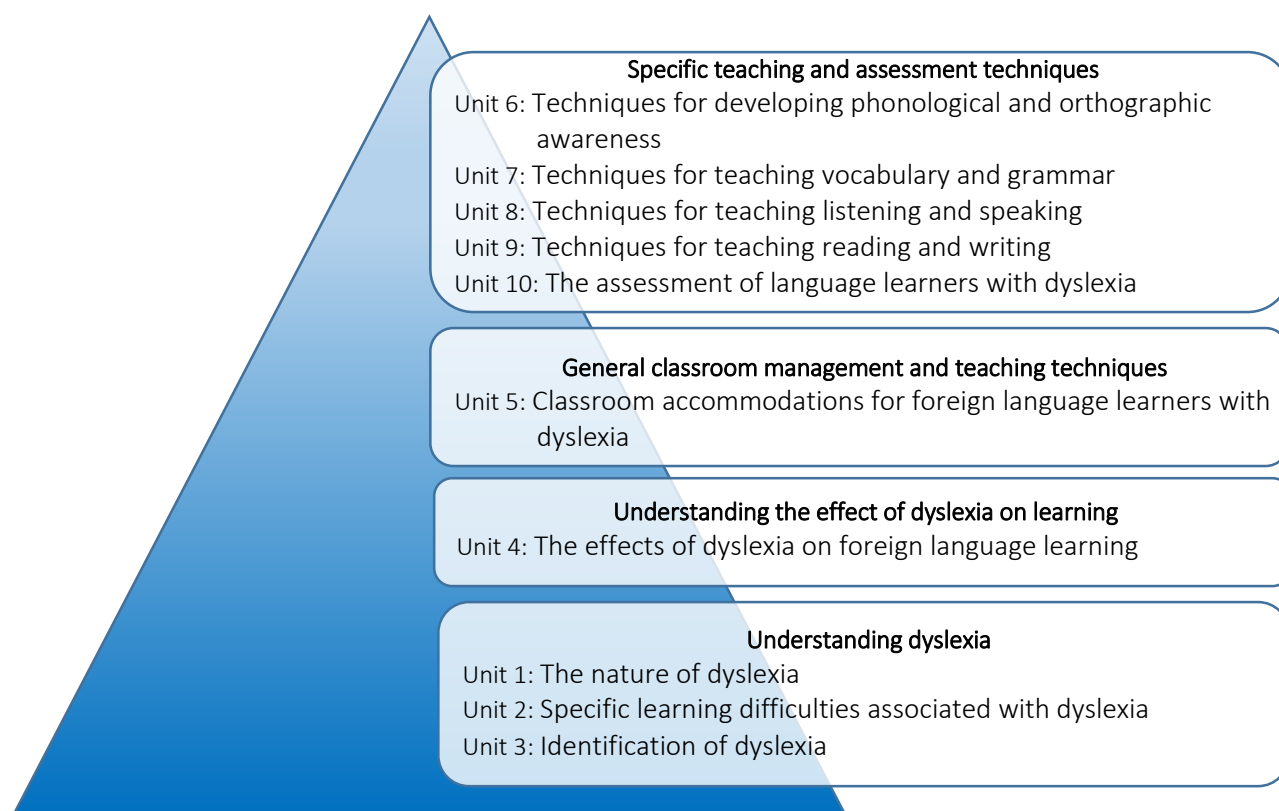 Specific teaching and assessment techniques
Unit 6: Techniques for developing phonological and orthographic
awareness
Unit 7: Techniques for teaching vocabulary and grammar
Unit 8: Techniques for teaching listening and speaking
Unit 9: Techniques for teaching reading and writing
Unit 10: The assessment of language learners with dyslexia
General classroom management and teaching techniques
Unit 5: Classroom accommodations for foreign language learners with
dyslexia
Understanding the effect of dyslexia on learning
Unit 4: The effects of dyslexia on foreign language learning
Understanding dyslexia
Unit 1: The nature of dyslexia
Unit 2: Specific learning difficulties associated with dyslexia
Unit 3: Identification of dyslexia